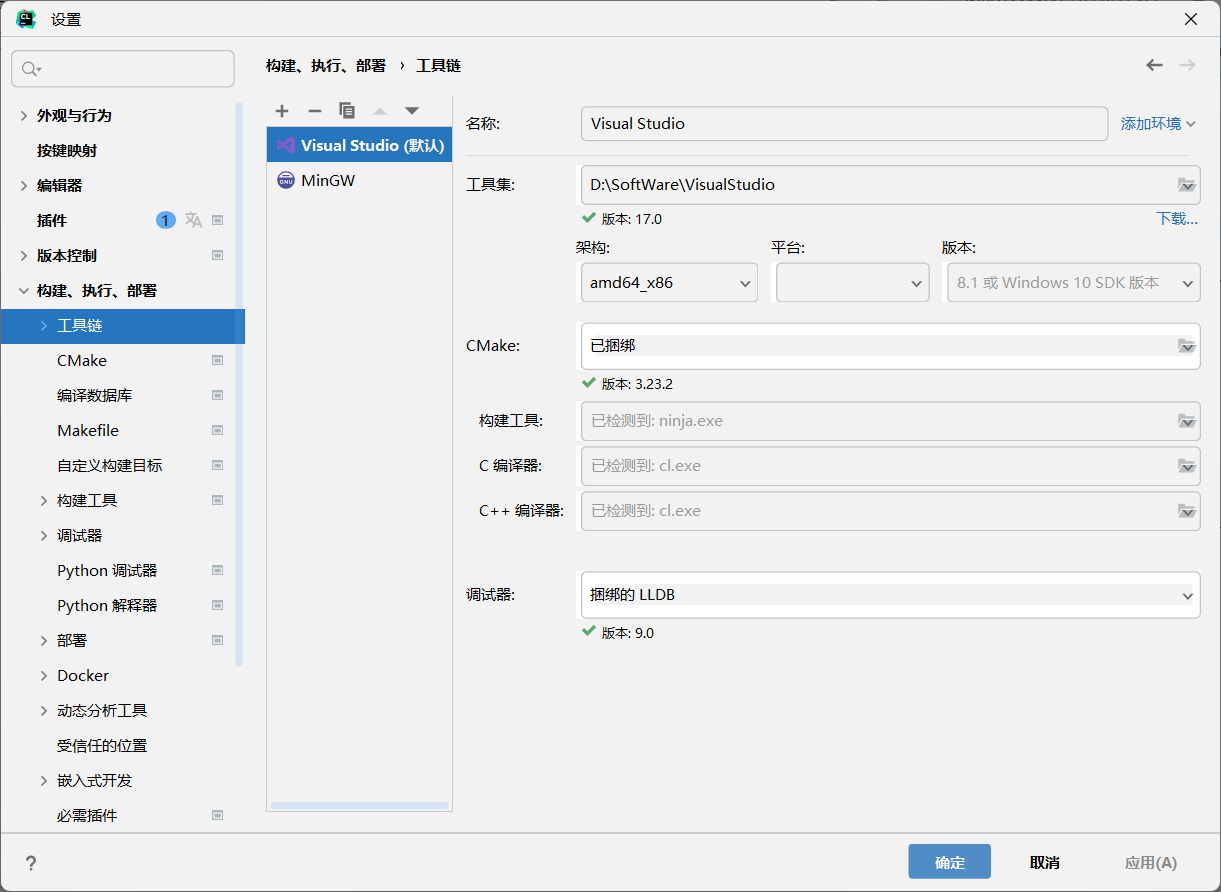 设置
外观与行为
按键映射
编辑器
插件
1
版本控制
构建、执行、部署
工具链
CMake
编译数据库
Makefile
自定义构建目标
构建工具
调试器
Python 调试器
Python 解释器
部署
Docker
动态分析工具
受信任的位置
嵌入式开发
必需插件
构建、执行、部署 › 工具链
Visual Studio (默认)
MinGW
名称: Visual Studio 添加环境
工具集: D:\SoftWare\VisualStudio
版本: 17.0 下载...
架构: 平台: 版本:
amd64_x86 8.1 或 Windows 10 SDK 版本
CMake: 已捆绑
版本: 3.23.2
构建工具: 已检测到: ninja.exe
C 编译器: 已检测到: cl.exe
C++ 编译器: 已检测到: cl.exe
调试器: 捆绑的 LLDB
版本: 9.0
? 确定 取消 应用(A)